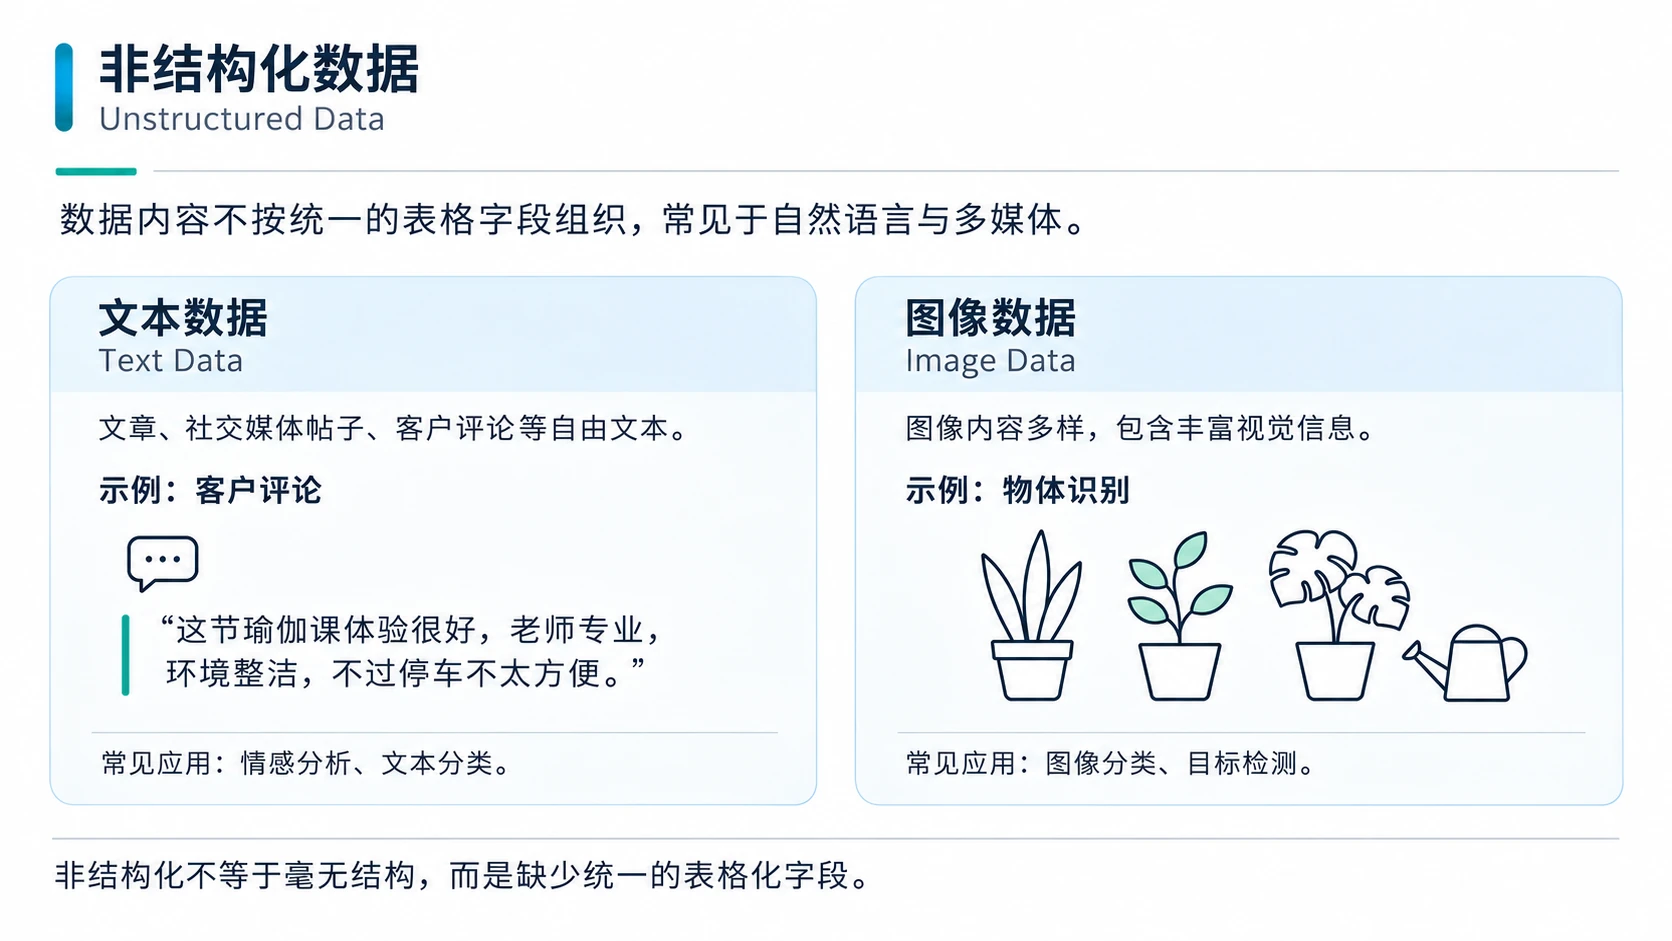 非结构化数据
Unstructured Data
数据内容不按统一的表格字段组织，常见于自然语言与多媒体。
文本数据
Text Data
文章、社交媒体帖子、客户评论等自由文本。
示例：客户评论
“这节瑜伽课体验很好，老师专业，
环境整洁，不过停车不太方便。”
常见应用：情感分析、文本分类。
图像数据
Image Data
图像内容多样，包含丰富视觉信息。
示例：物体识别
常见应用：图像分类、目标检测。
非结构化不等于毫无结构，而是缺少统一的表格化字段。